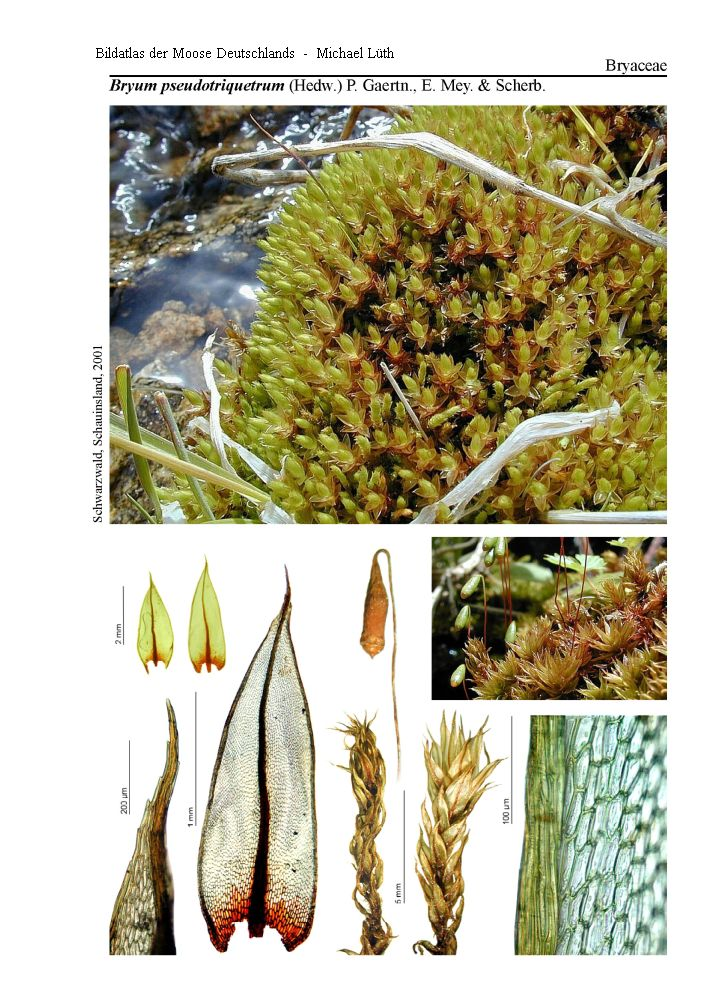 Bildatlas der Moose Deutschlands - Michael Lüth
Bryaceae
Bryum pseudotriquetrum (Hedw.) P. Gaertn., E. Mey. & Scherb.
Schwarzwald, Schauinsland, 2001
2 mm
200 µm
1 mm
5 mm
100 µm